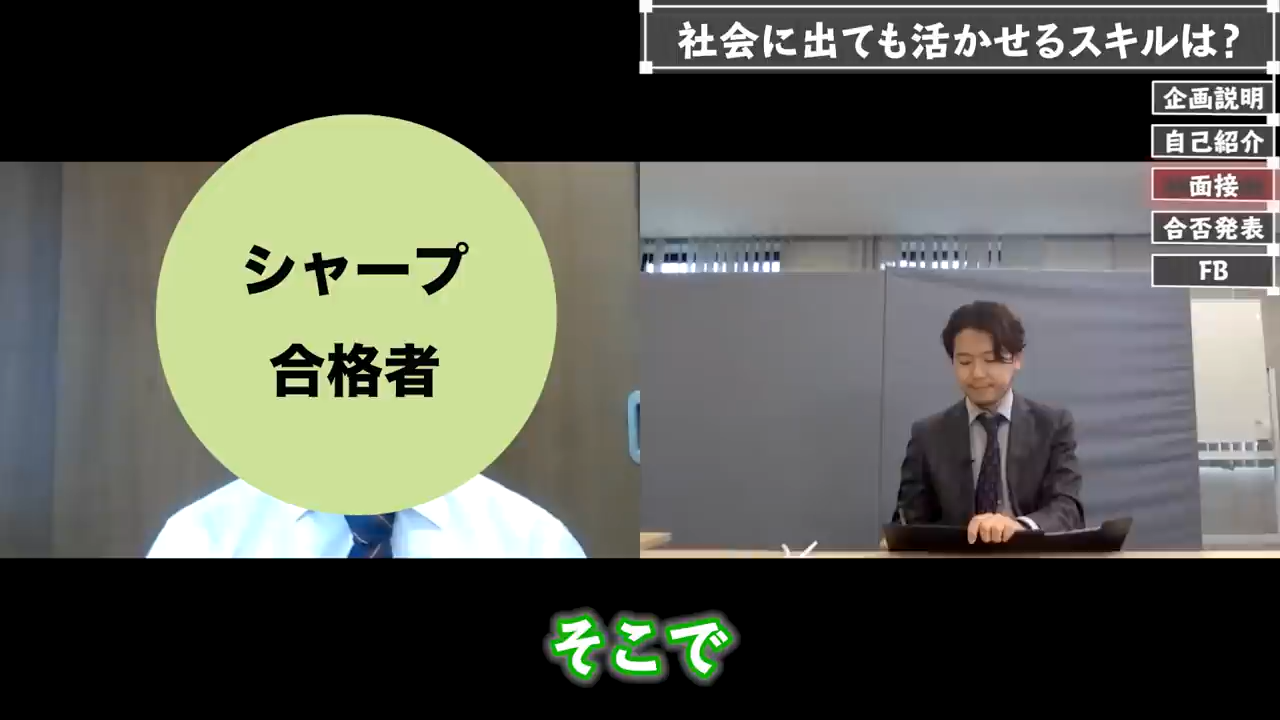 社会に出ても活かせるスキルは？
企画説明
自己紹介
面接
合否発表
FB
シャープ
合格者
そこで